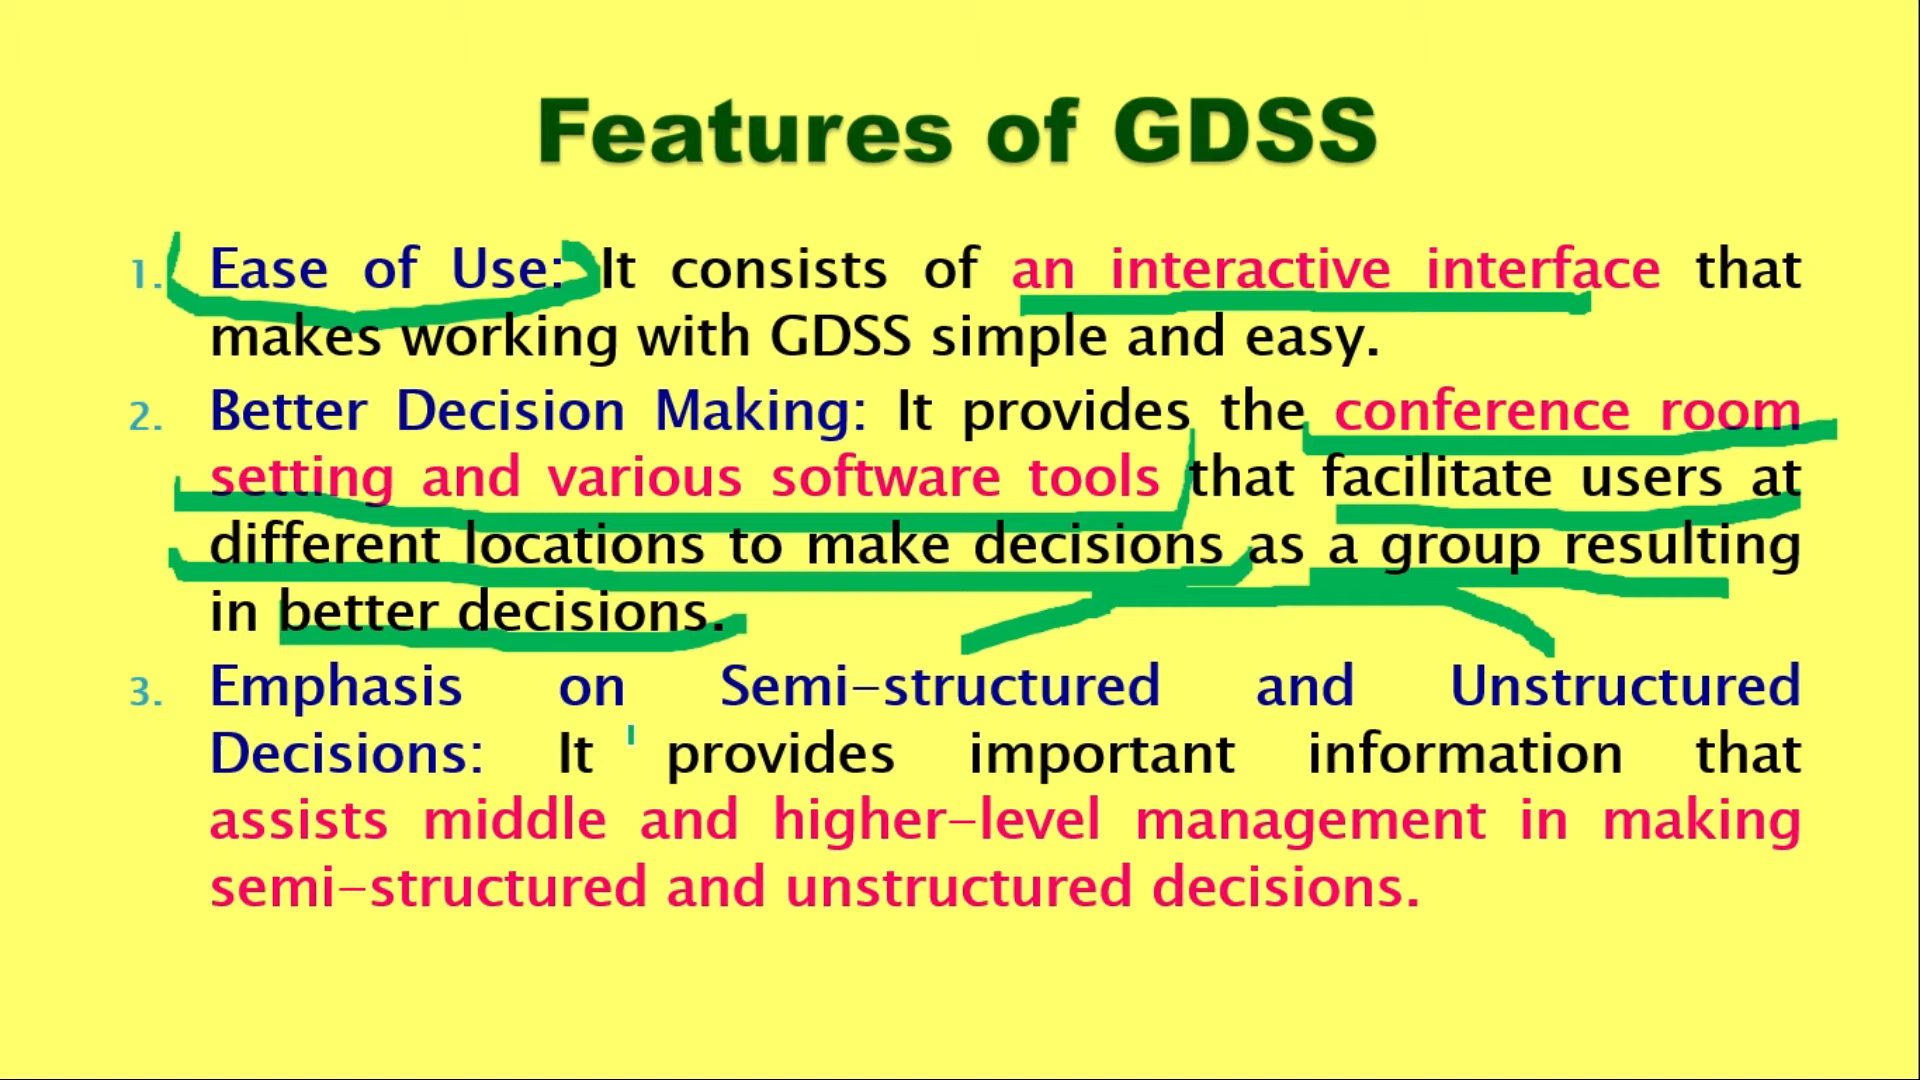 Features of GDSS
1. Ease of Use: It consists of an interactive interface that
makes working with GDSS simple and easy.
2. Better Decision Making: It provides the conference room
setting and various software tools that facilitate users at
different locations to make decisions as a group resulting
in better decisions.
3. Emphasis on Semi-structured and Unstructured
Decisions: It provides important information that
assists middle and higher-level management in making
semi-structured and unstructured decisions.